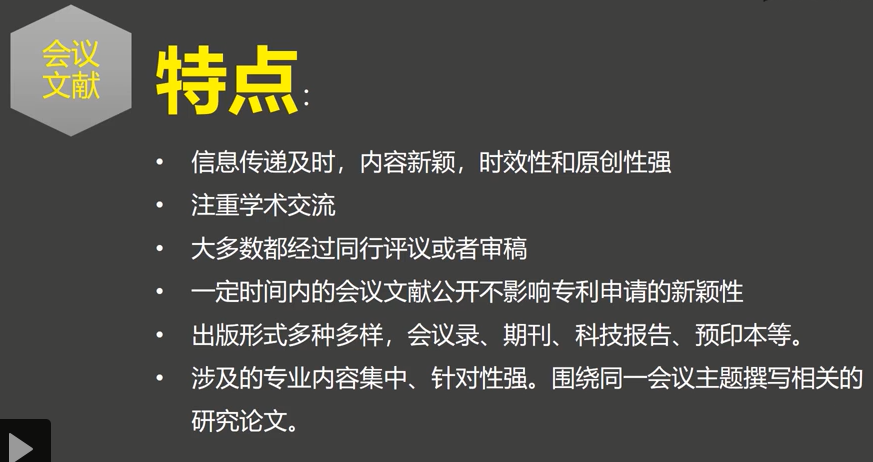 会议
文献
特点：
• 信息传递及时，内容新颖，时效性和原创性强
• 注重学术交流
• 大多数都经过同行评议或者审稿
• 一定时间内的会议文献公开不影响专利申请的新颖性
• 出版形式多种多样，会议录、期刊、科技报告、预印本等。
• 涉及的专业内容集中、针对性强。围绕同一会议主题撰写相关的
研究论文。